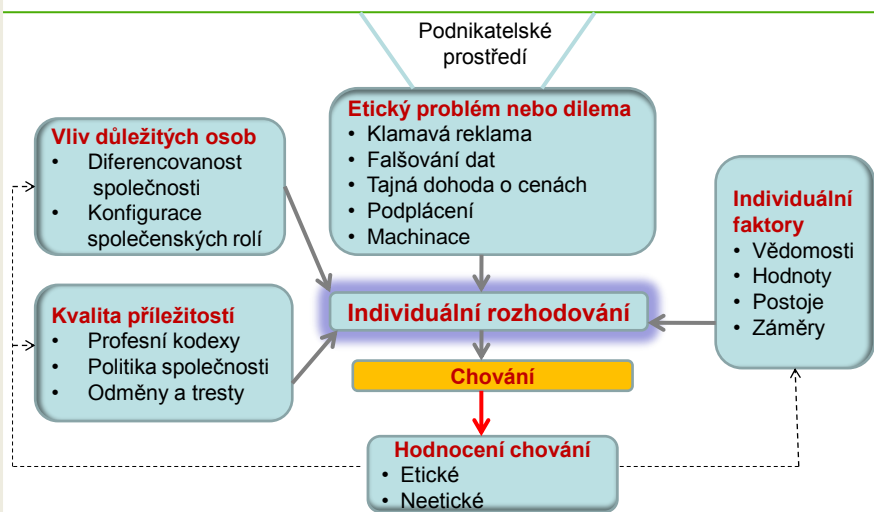 Podnikatelské
prostředí
Etický problém nebo dilema
• Klamavá reklama
• Falšování dat
• Tajná dohoda o cenách
• Podplácení
• Machinace
Vliv důležitých osob
• Diferencovanost
společnosti
• Konfigurace
společenských rolí
Individuální
faktory
• Vědomosti
• Hodnoty
• Postoje
• Záměry
Kvalita příležitostí
• Profesní kodexy
• Politika společnosti
• Odměny a tresty
Individuální rozhodování
Chování
Hodnocení chování
• Etické
• Neetické